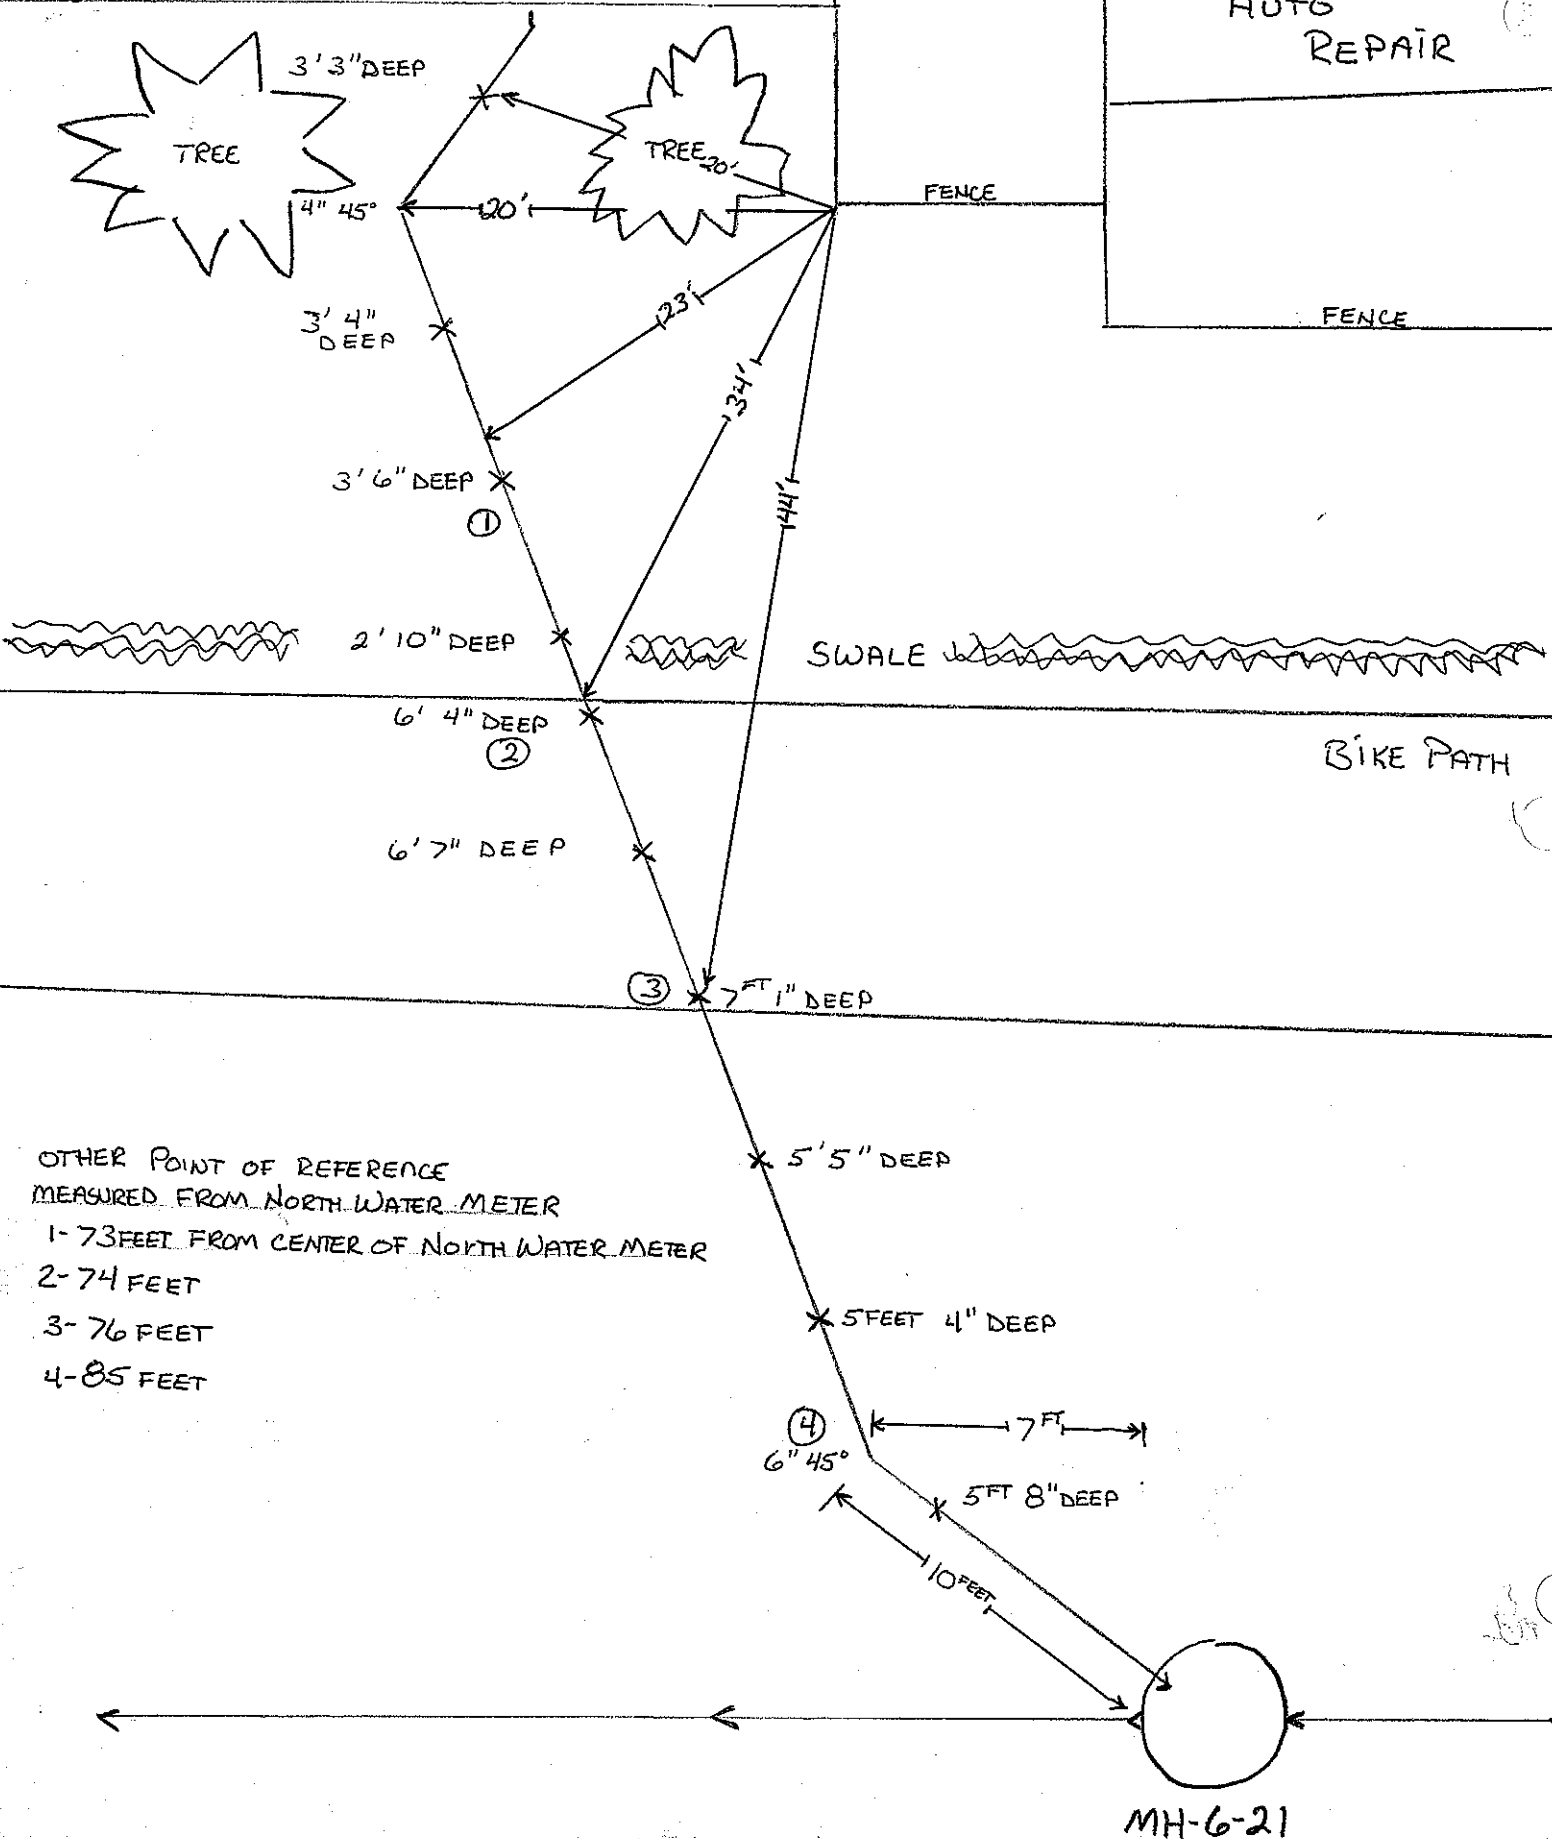 AUTO
REPAIR
3'3" DEEP
TREE
TREE
20'
4" 45°
20'
FENCE
23'
3' 4"
DEEP
FENCE
34'
3' 6" DEEP
44'
1
2' 10" DEEP
SWALE
6' 4" DEEP
2
BIKE PATH
6' 7" DEEP
3
7FT 1" DEEP
5' 5" DEEP
OTHER POINT OF REFERENCE
MEASURED FROM NORTH WATER METER
1-73FEET FROM CENTER OF NORTH WATER METER
2-74 FEET
3-76 FEET
4-85 FEET
5FEET 4" DEEP
4
7FT
6" 45°
5FT 8" DEEP
10 FEET
MH-6-21